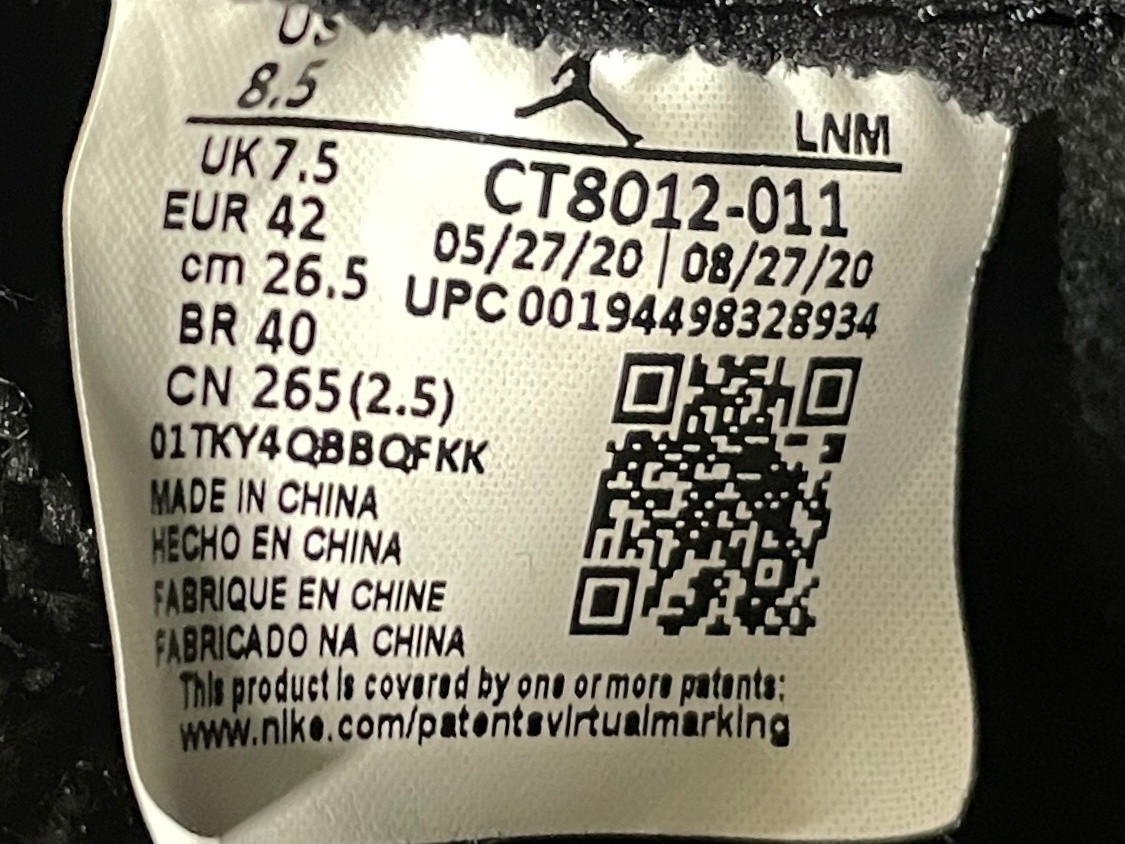 US
8.5
LNM
UK 7.5
CT8012-011
EUR 42
05/27/20 | 08/27/20
cm 26.5
UPC 00194498328934
BR 40
CN 265(2.5)
01TKY4QBBQFKK
MADE IN CHINA
HECHO EN CHINA
FABRIQUE EN CHINE
FABRICADO NA CHINA
This product is covered by one or more patents:
www.nike.com/patentsvirtualmarking